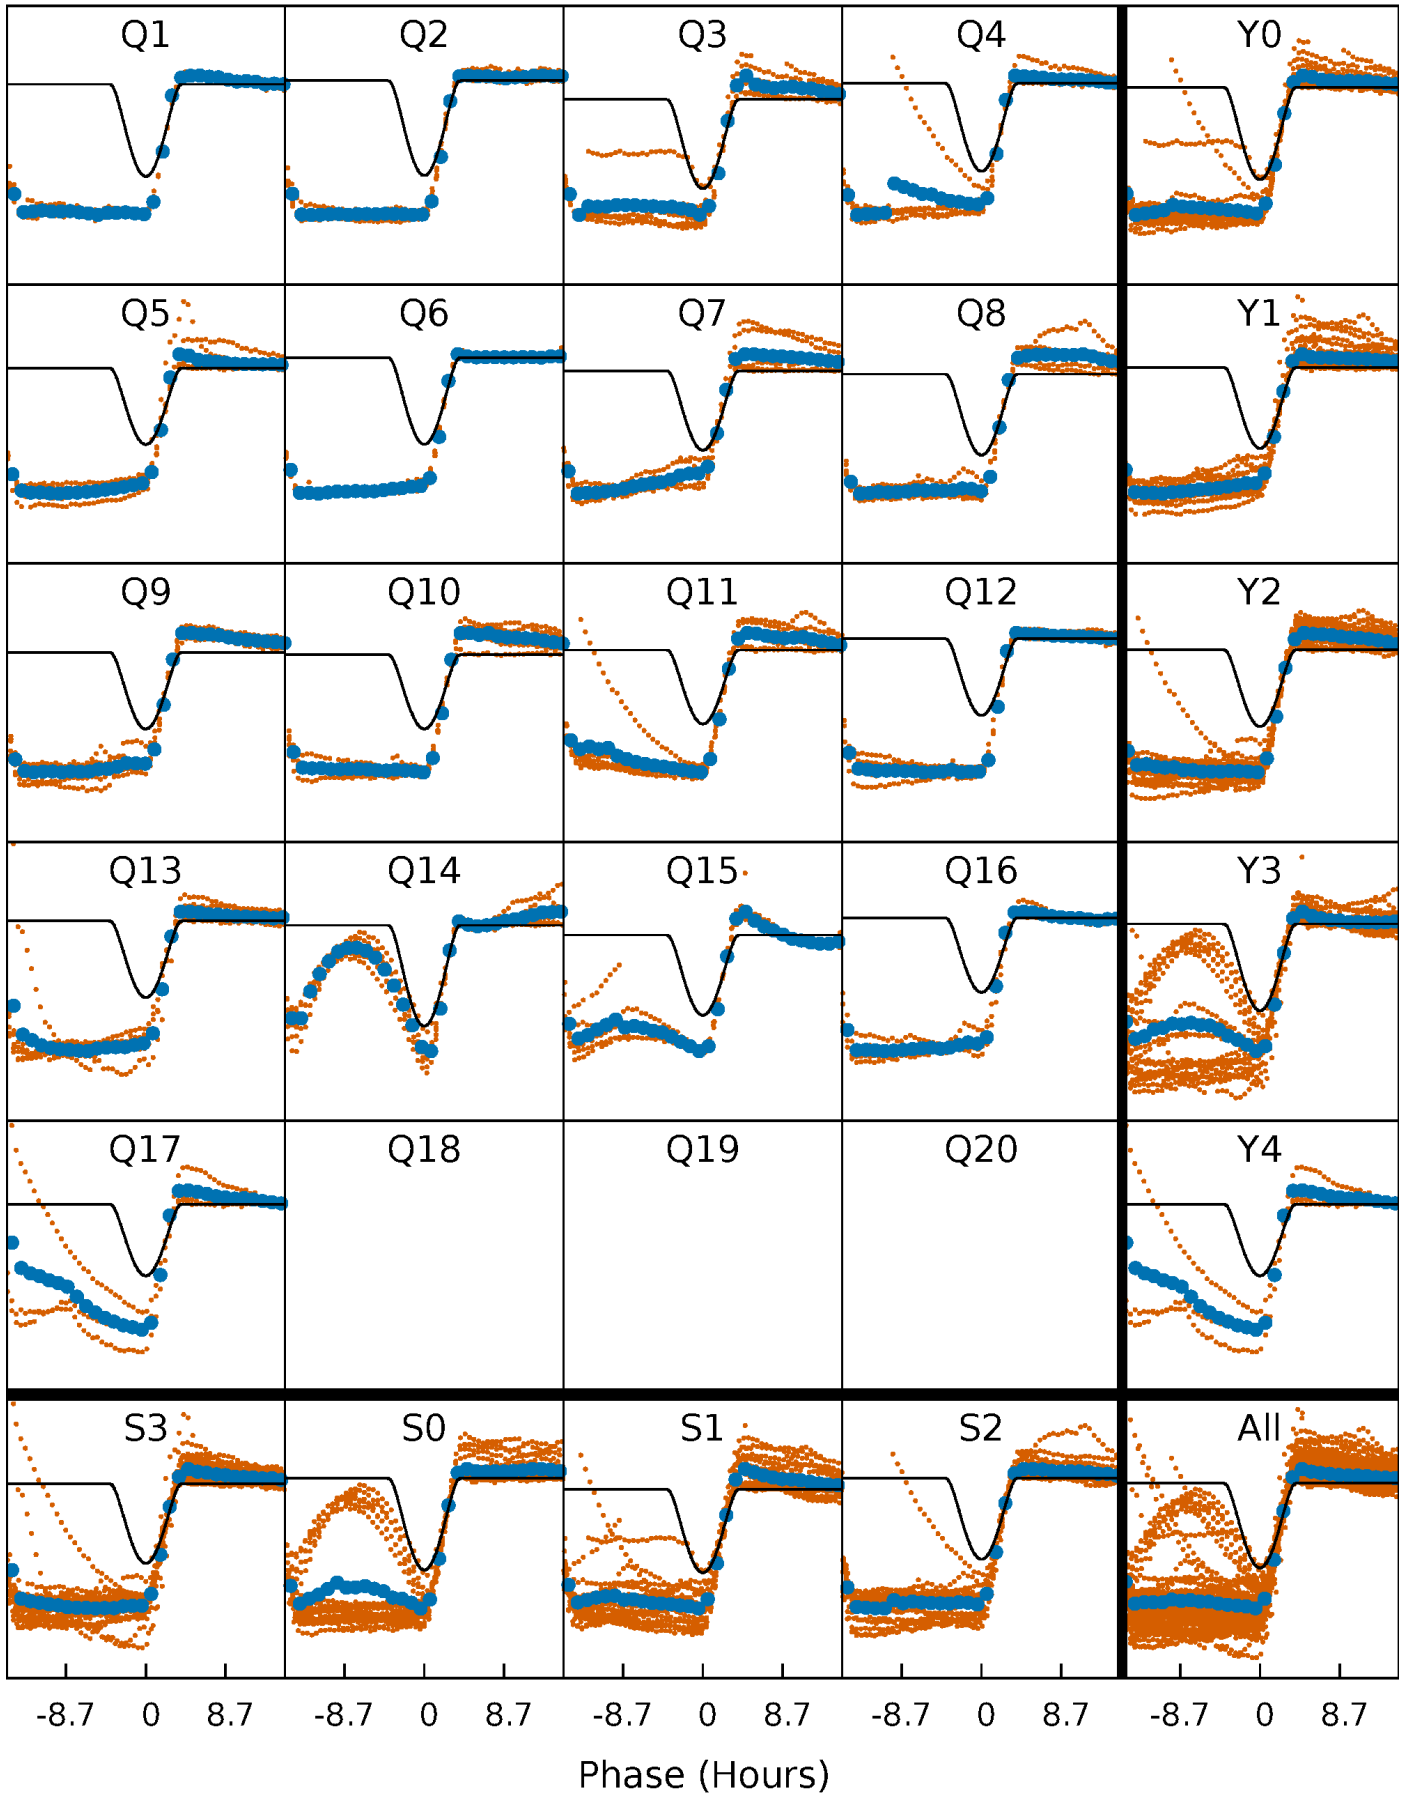 Q1 Q2 Q3 Q4 Y0
Q5 Q6 Q7 Q8 Y1
Q9 Q10 Q11 Q12 Y2
Q13 Q14 Q15 Q16 Y3
Q17 Q18 Q19 Q20 Y4
S3 S0 S1 S2 All
-8.7 0 8.7 -8.7 0 8.7 -8.7 0 8.7 -8.7 0 8.7 -8.7 0 8.7
Phase (Hours)